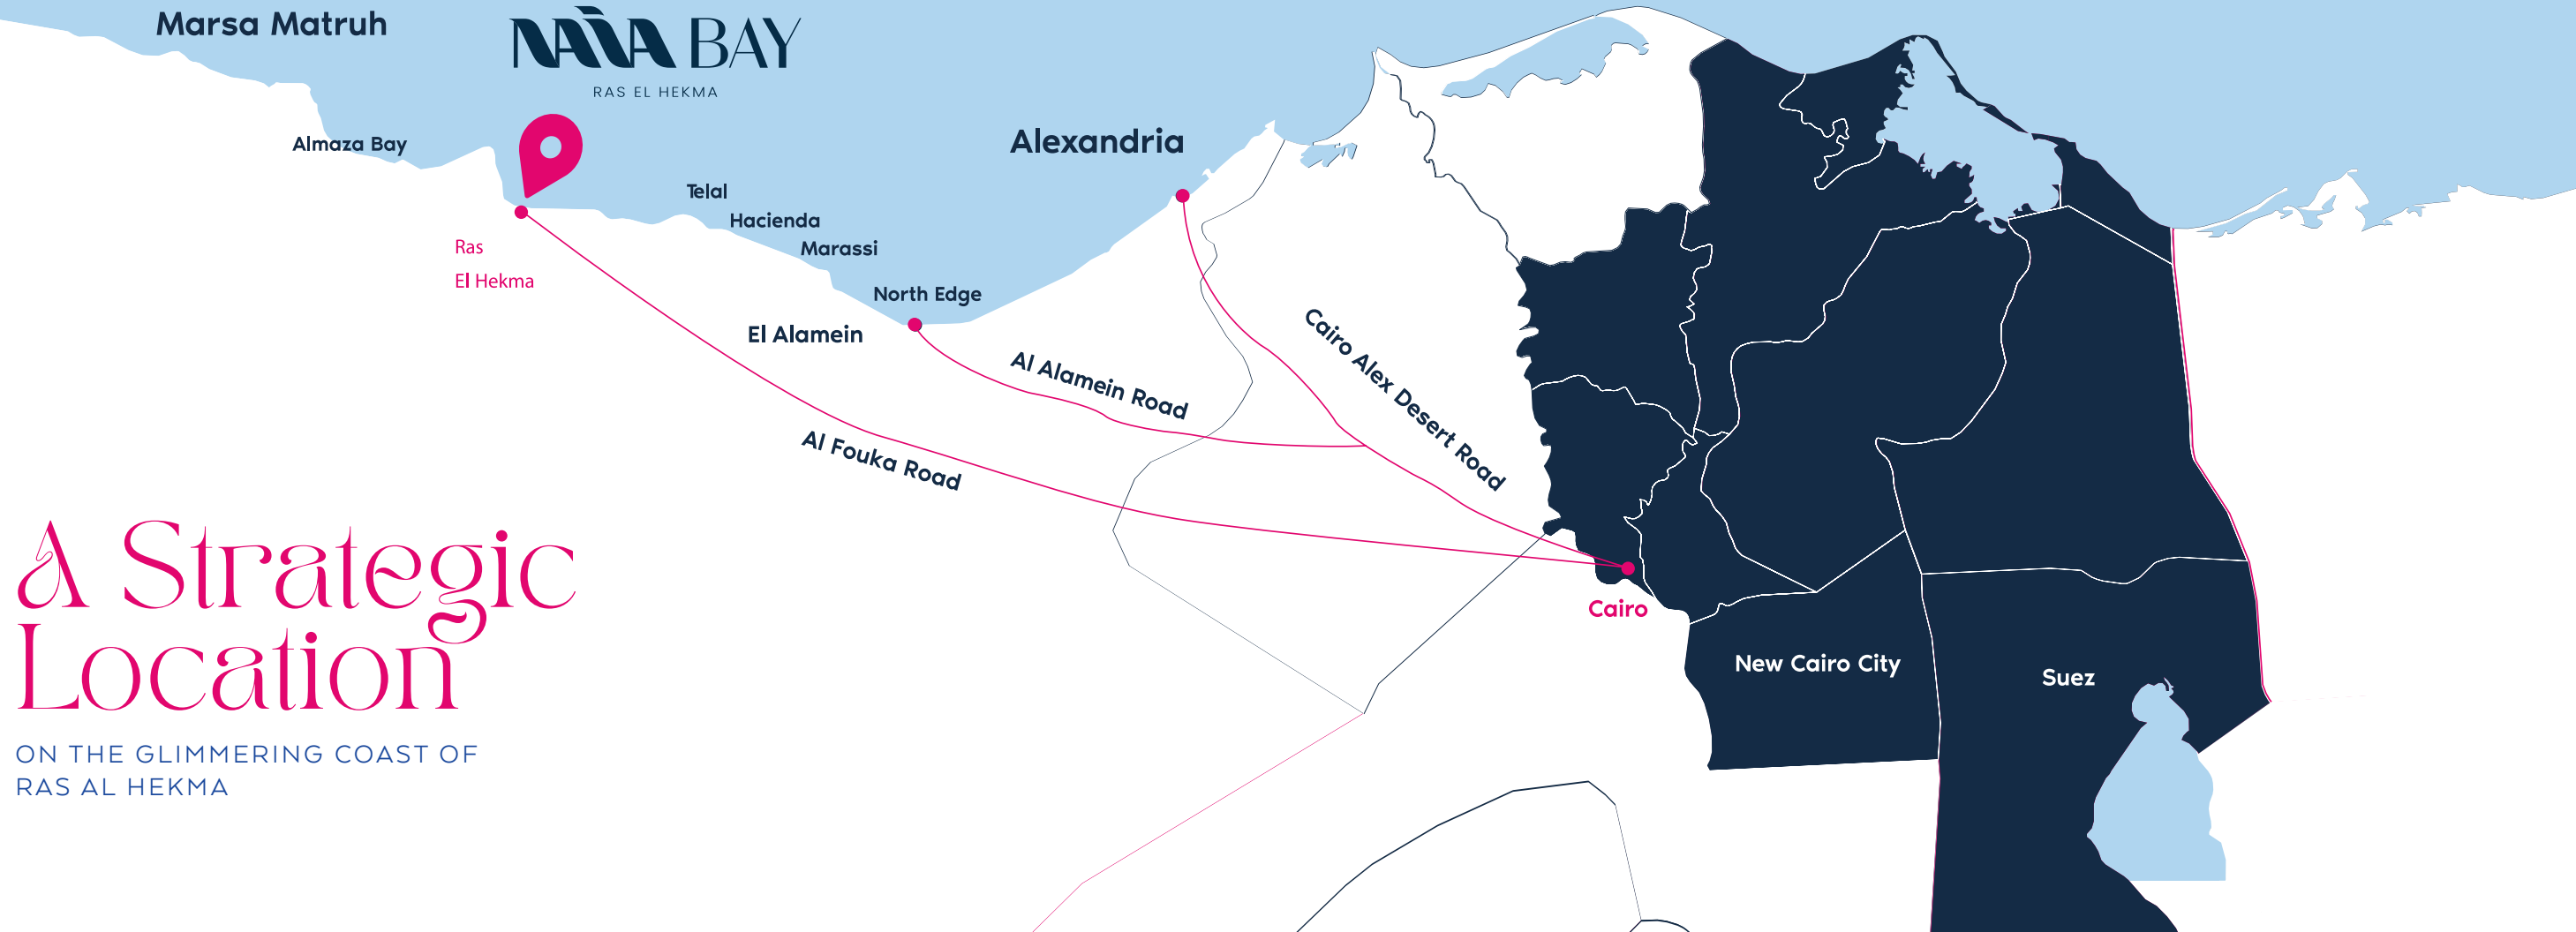 Marsa Matruh
NAIA BAY
RAS EL HEKMA
Almaza Bay
Alexandria
Telal
Hacienda
Marassi
North Edge
Ras
El Hekma
El Alamein
Al Alamein Road
Cairo Alex Desert Road
Al Fouka Road
Cairo
New Cairo City
Suez
A Strategic
Location
ON THE GLIMMERING COAST OF
RAS AL HEKMA